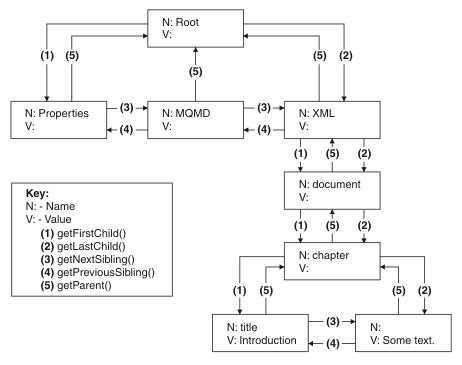 N: Root
V:
(1)
(5)
(5)
(5)
(2)
N: Properties
V:
(3)
(4)
N: MQMD
V:
(3)
(4)
N: XML
V:
(1)
(5)
(2)
N: document
V:
(1)
(5)
(2)
N: chapter
V:
(1)
(5)
(5)
(2)
N: title
V: Introduction
(3)
(4)
N:
V: Some text.
Key:
N: - Name
V: - Value
(1) getFirstChild()
(2) getLastChild()
(3) getNextSibling()
(4) getPreviousSibling()
(5) getParent()